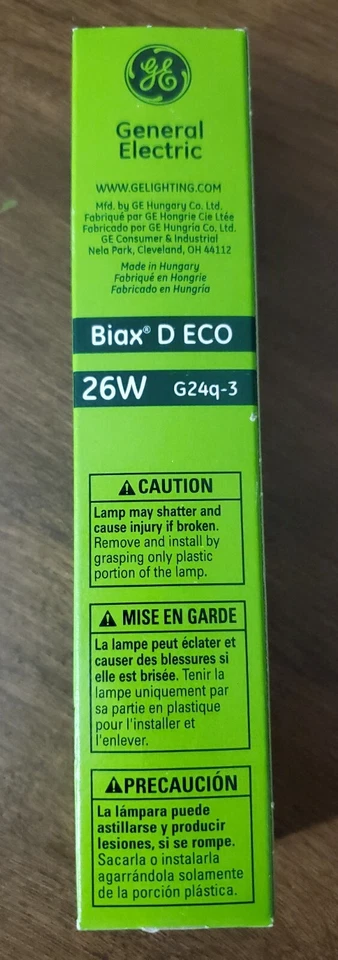 GE
General
Electric
WWW.GELIGHTING.COM
Mfd. by GE Hungary Co. Ltd.
Fabriqué par GE Hongrie Cie Ltée
Fabricado por GE Hungría Co. Ltd.
GE Consumer & Industrial
Nela Park, Cleveland, OH 44112
Made in Hungary
Fabriqué en Hongrie
Fabricado en Hungría
Biax® D ECO
26W G24q-3
⚠ CAUTION
Lamp may shatter and
cause injury if broken.
Remove and install by
grasping only plastic
portion of the lamp.
⚠ MISE EN GARDE
La lampe peut éclater et
causer des blessures si
elle est brisée. Tenir la
lampe uniquement par
sa partie en plastique
pour l'installer et
l'enlever.
⚠PRECAUCIÓN
La lámpara puede
astillarse y producir
lesiones, si se rompe.
Sacarla o instalarla
agarrándola solamente
de la porción plástica.